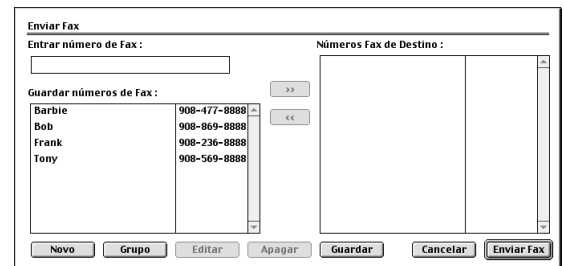 Enviar Fax
Entrar número de Fax :
Números Fax de Destino :
>>
<<
Guardar números de Fax :
Barbie 908-477-8888
Bob 908-869-8888
Frank 908-236-8888
Tony 908-569-8888
Novo Grupo Editar Apagar Guardar Cancelar Enviar Fax